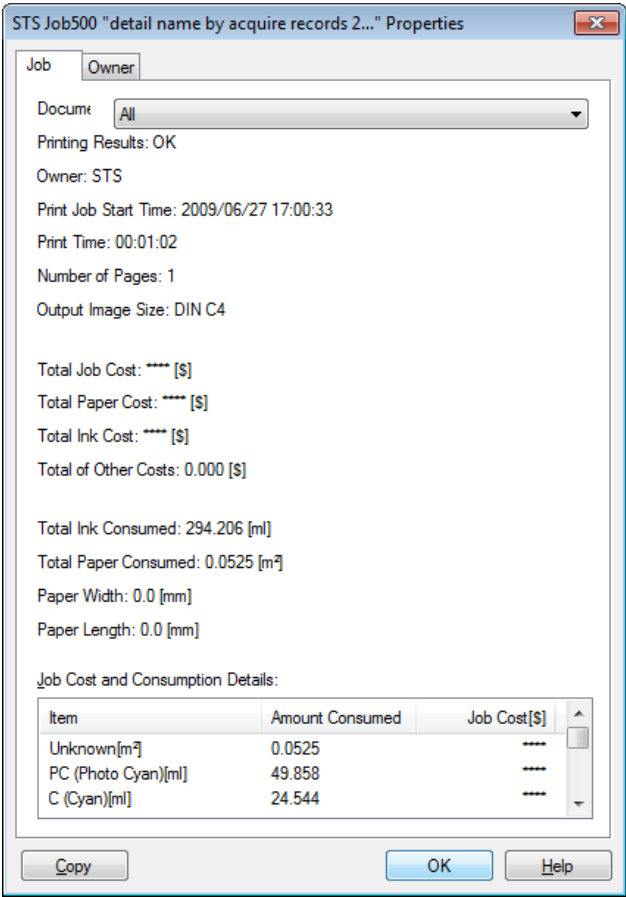 STS Job500 "detail name by acquire records 2..." Properties
Job
Owner
Docume All
Printing Results: OK
Owner: STS
Print Job Start Time: 2009/06/27 17:00:33
Print Time: 00:01:02
Number of Pages: 1
Output Image Size: DIN C4
Total Job Cost: **** [$]
Total Paper Cost: **** [$]
Total Ink Cost: **** [$]
Total of Other Costs: 0.000 [$]
Total Ink Consumed: 294.206 [ml]
Total Paper Consumed: 0.0525 [m²]
Paper Width: 0.0 [mm]
Paper Length: 0.0 [mm]
Job Cost and Consumption Details:
Item Amount Consumed Job Cost[$]
Unknown[m²] 0.0525 ****
PC (Photo Cyan)[ml] 49.858 ****
C (Cyan)[ml] 24.544 ****
Copy OK Help